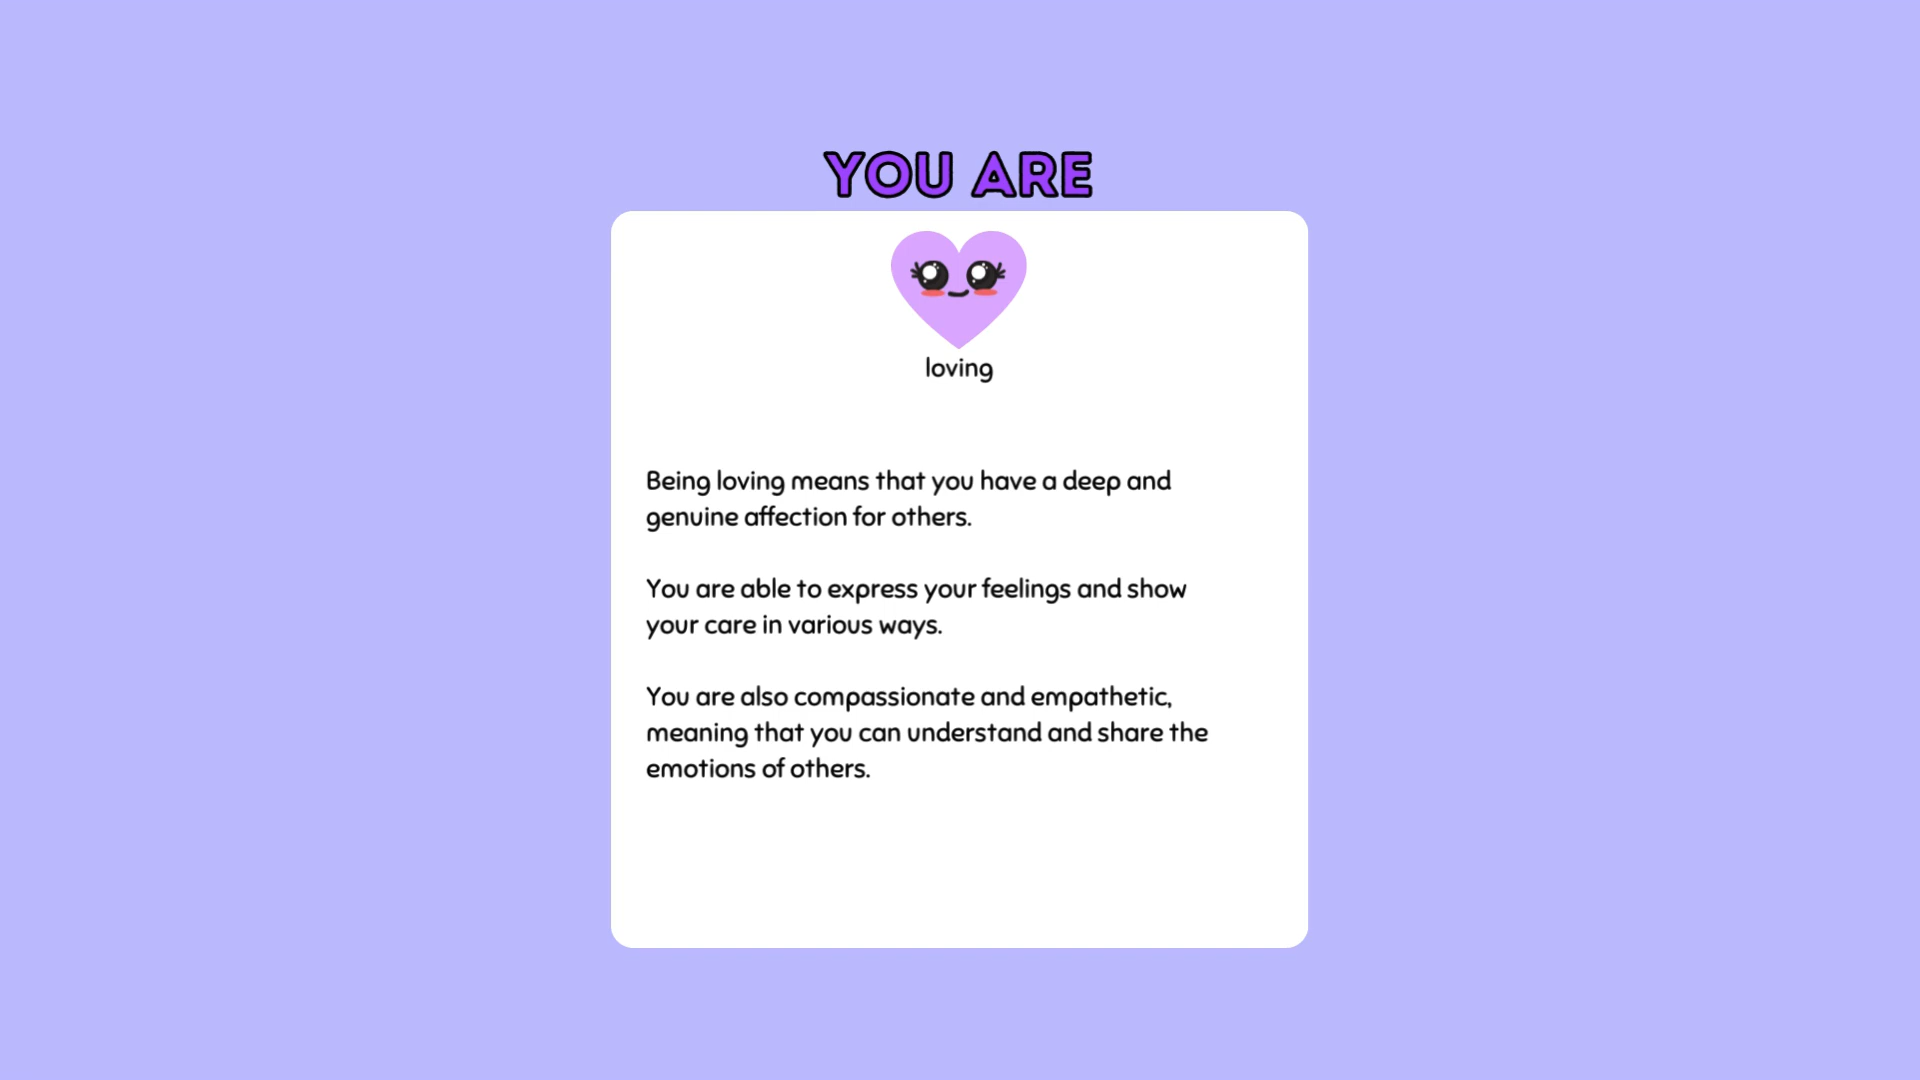 YOU ARE
loving
Being loving means that you have a deep and
genuine affection for others.
You are able to express your feelings and show
your care in various ways.
You are also compassionate and empathetic,
meaning that you can understand and share the
emotions of others.